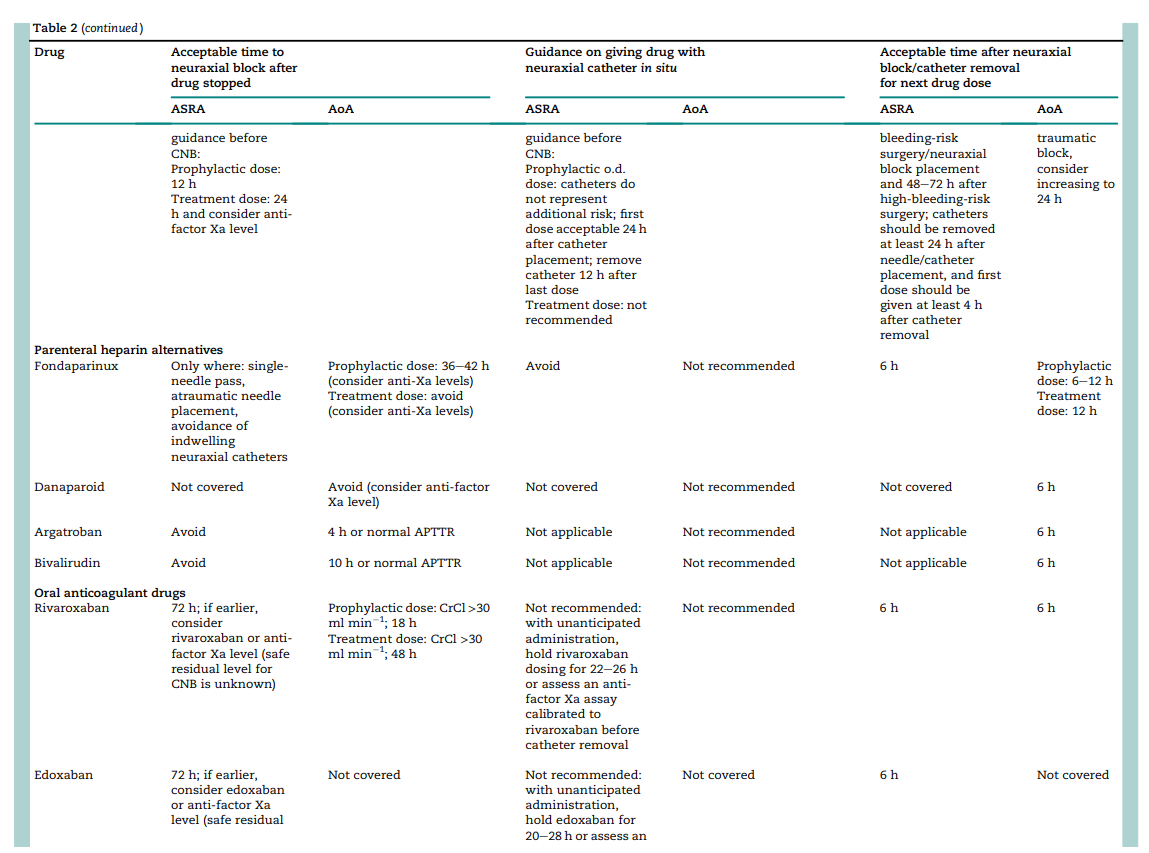 Table 2 (continued)
Drug
Acceptable time to
neuraxial block after
drug stopped
Guidance on giving drug with
neuraxial catheter in situ
Acceptable time after neuraxial
block/catheter removal
for next drug dose
ASRA
AoA
ASRA
AoA
ASRA
AoA
guidance before
CNB:
Prophylactic dose:
12 h
Treatment dose: 24
h and consider anti-
factor Xa level
guidance before
CNB:
Prophylactic o.d.
dose: catheters do
not represent
additional risk; first
dose acceptable 24 h
after catheter
placement; remove
catheter 12 h after
last dose
Treatment dose: not
recommended
bleeding-risk
surgery/neuraxial
block placement
and 48–72 h after
high-bleeding-risk
surgery; catheters
should be removed
at least 24 h after
needle/catheter
placement, and first
dose should be
given at least 4 h
after catheter
removal
traumatic
block,
consider
increasing to
24 h
Parenteral heparin alternatives
Fondaparinux
Only where: single-
needle pass,
atraumatic needle
placement,
avoidance of
indwelling
neuraxial catheters
Prophylactic dose: 36–42 h
(consider anti-Xa levels)
Treatment dose: avoid
(consider anti-Xa levels)
Avoid
Not recommended
6 h
Prophylactic
dose: 6–12 h
Treatment
dose: 12 h
Danaparoid
Not covered
Avoid (consider anti-factor
Xa level)
Not covered
Not recommended
Not covered
6 h
Argatroban
Avoid
4 h or normal APTTR
Not applicable
Not recommended
Not applicable
6 h
Bivalirudin
Avoid
10 h or normal APTTR
Not applicable
Not recommended
Not applicable
6 h
Oral anticoagulant drugs
Rivaroxaban
72 h; if earlier,
consider
rivaroxaban or anti-
factor Xa level (safe
residual level for
CNB is unknown)
Prophylactic dose: CrCl >30
ml min⁻¹; 18 h
Treatment dose: CrCl >30
ml min⁻¹; 48 h
Not recommended:
with unanticipated
administration,
hold rivaroxaban
dosing for 22–26 h
or assess an anti-
factor Xa assay
calibrated to
rivaroxaban before
catheter removal
Not recommended
6 h
6 h
Edoxaban
72 h; if earlier,
consider edoxaban
or anti-factor Xa
level (safe residual
Not covered
Not recommended:
with unanticipated
administration,
hold edoxaban for
20–28 h or assess an
Not covered
6 h
Not covered